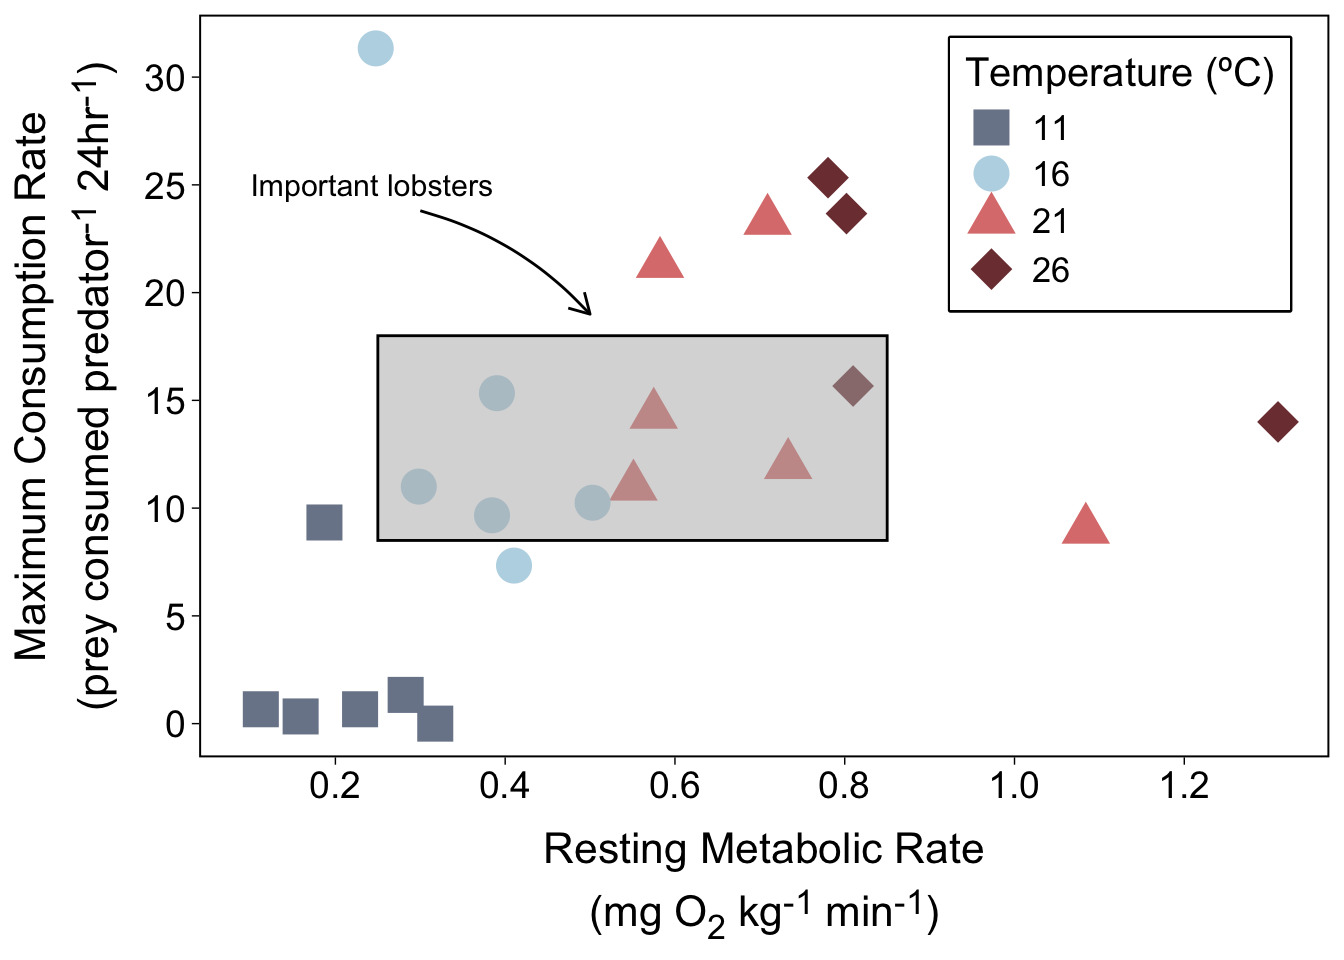 Maximum Consumption Rate
(prey consumed predator⁻¹ 24hr⁻¹)
30
25
20
15
10
5
0
Important lobsters
Temperature (ºC)
11
16
21
26
0.2 0.4 0.6 0.8 1.0 1.2
Resting Metabolic Rate
(mg O₂ kg⁻¹ min⁻¹)